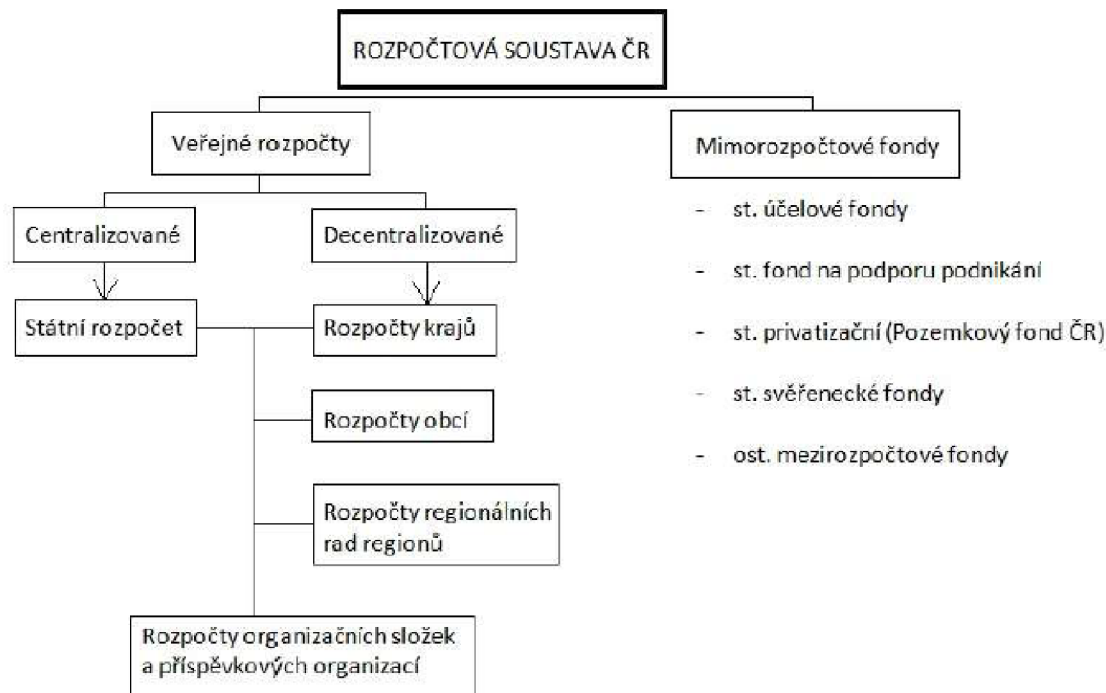 ROZPOČTOVÁ SOUSTAVA ČR
Veřejné rozpočty
Mimorozpočtové fondy
Centralizované
Decentralizované
Státní rozpočet
Rozpočty krajů
Rozpočty obcí
Rozpočty regionálních
rad regionů
Rozpočty organizačních složek
a příspěvkových organizací
- st. účelové fondy
- st. fond na podporu podnikání
- st. privatizační (Pozemkový fond ČR)
- st. svěřenecké fondy
- ost. mezirozpočtové fondy